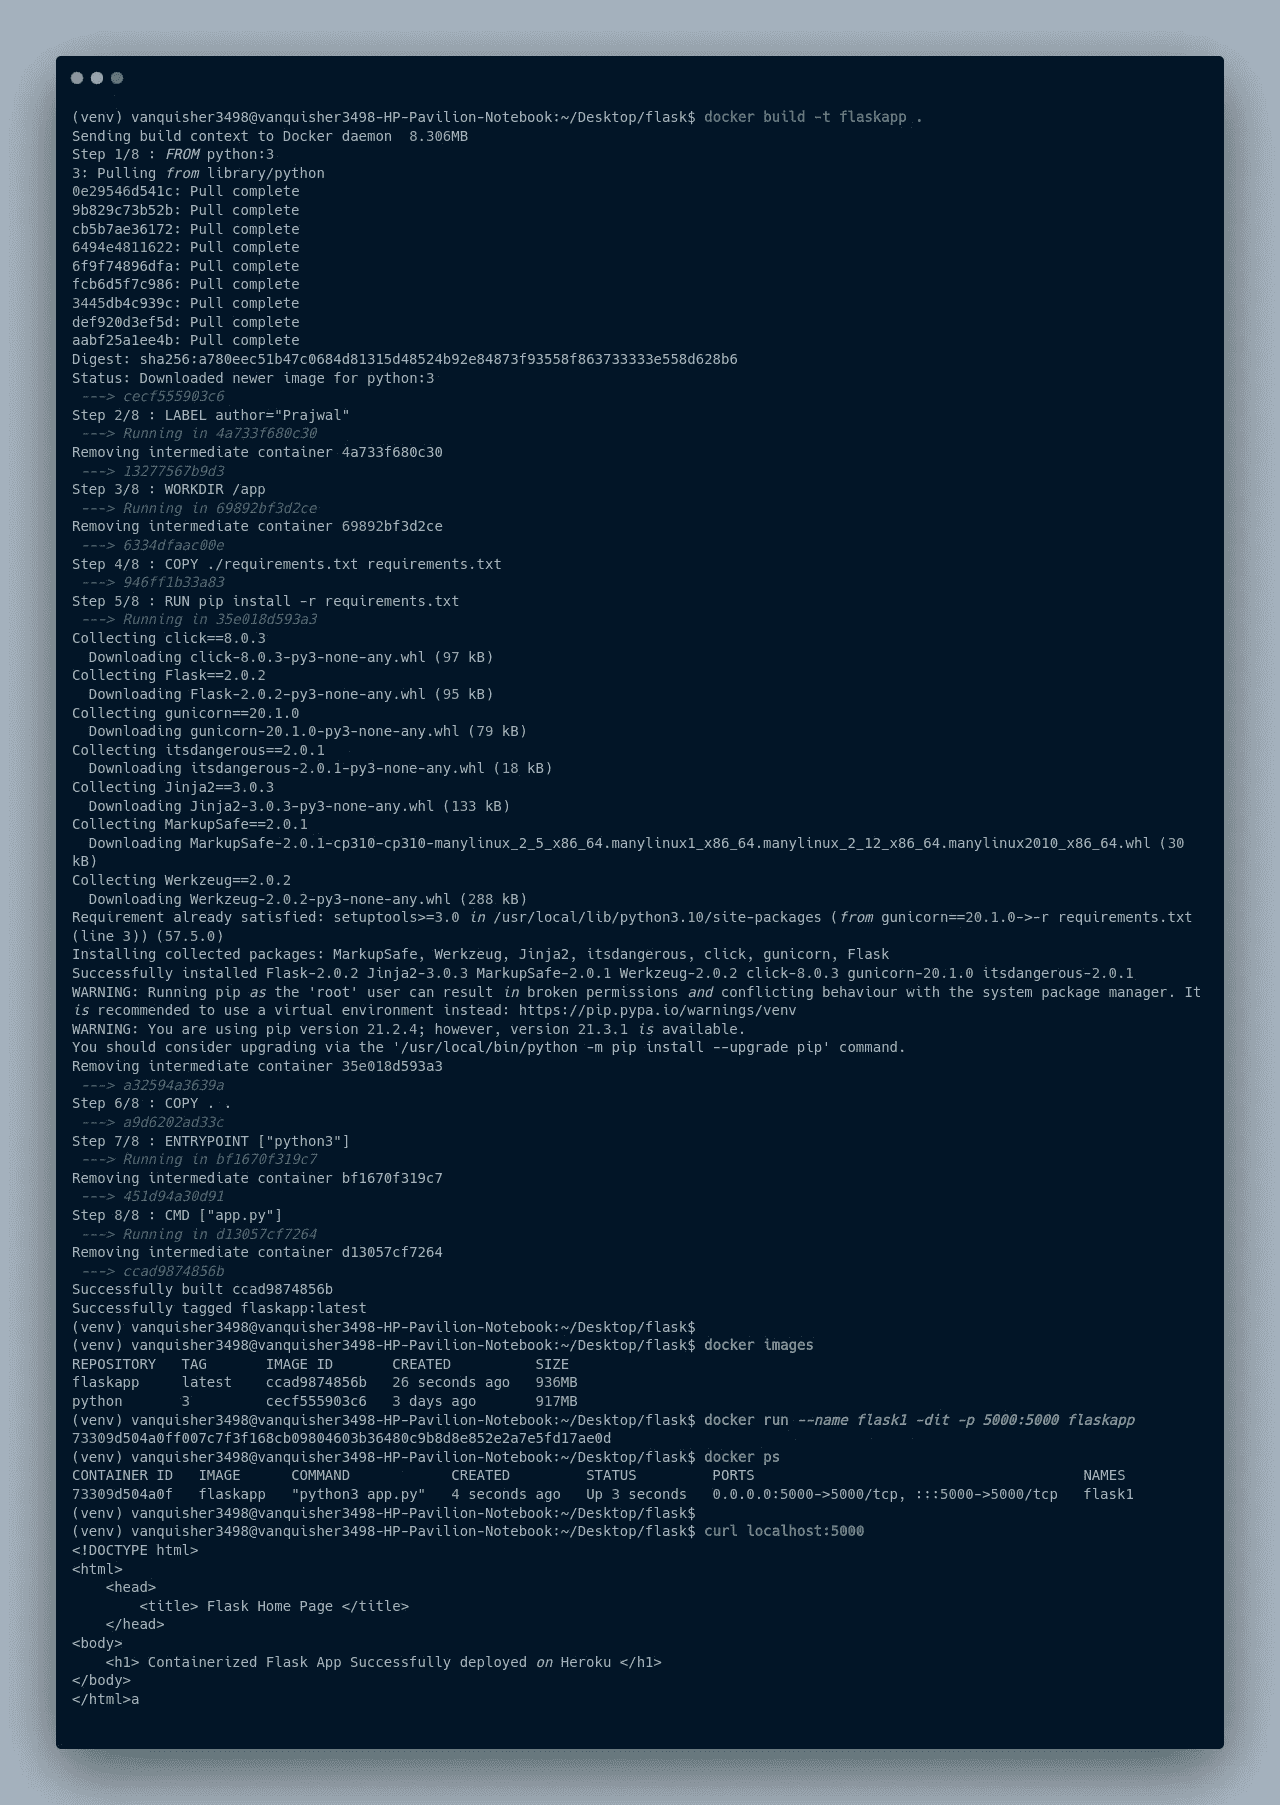 (venv) vanquisher3498@vanquisher3498-HP-Pavilion-Notebook:~/Desktop/flask$ docker build -t flaskapp .
Sending build context to Docker daemon  8.306MB
Step 1/8 : FROM python:3
3: Pulling from library/python
0e29546d541c: Pull complete
9b829c73b52b: Pull complete
cb5b7ae36172: Pull complete
6494e4811622: Pull complete
6f9f74896dfa: Pull complete
fcb6d5f7c986: Pull complete
3445db4c939c: Pull complete
def920d3ef5d: Pull complete
aabf25a1ee4b: Pull complete
Digest: sha256:a780eec51b47c0684d81315d48524b92e84873f93558f863733333e558d628b6
Status: Downloaded newer image for python:3
 ---> cecf555903c6
Step 2/8 : LABEL author="Prajwal"
 ---> Running in 4a733f680c30
Removing intermediate container 4a733f680c30
 ---> 13277567b9d3
Step 3/8 : WORKDIR /app
 ---> Running in 69892bf3d2ce
Removing intermediate container 69892bf3d2ce
 ---> 6334dfaac00e
Step 4/8 : COPY ./requirements.txt requirements.txt
 ---> 946ff1b33a83
Step 5/8 : RUN pip install -r requirements.txt
 ---> Running in 35e018d593a3
Collecting click==8.0.3
  Downloading click-8.0.3-py3-none-any.whl (97 kB)
Collecting Flask==2.0.2
  Downloading Flask-2.0.2-py3-none-any.whl (95 kB)
Collecting gunicorn==20.1.0
  Downloading gunicorn-20.1.0-py3-none-any.whl (79 kB)
Collecting itsdangerous==2.0.1
  Downloading itsdangerous-2.0.1-py3-none-any.whl (18 kB)
Collecting Jinja2==3.0.3
  Downloading Jinja2-3.0.3-py3-none-any.whl (133 kB)
Collecting MarkupSafe==2.0.1
  Downloading MarkupSafe-2.0.1-cp310-cp310-manylinux_2_5_x86_64.manylinux1_x86_64.manylinux_2_12_x86_64.manylinux2010_x86_64.whl (30
kB)
Collecting Werkzeug==2.0.2
  Downloading Werkzeug-2.0.2-py3-none-any.whl (288 kB)
Requirement already satisfied: setuptools>=3.0 in /usr/local/lib/python3.10/site-packages (from gunicorn==20.1.0->-r requirements.txt
(line 3)) (57.5.0)
Installing collected packages: MarkupSafe, Werkzeug, Jinja2, itsdangerous, click, gunicorn, Flask
Successfully installed Flask-2.0.2 Jinja2-3.0.3 MarkupSafe-2.0.1 Werkzeug-2.0.2 click-8.0.3 gunicorn-20.1.0 itsdangerous-2.0.1
WARNING: Running pip as the 'root' user can result in broken permissions and conflicting behaviour with the system package manager. It
is recommended to use a virtual environment instead: https://pip.pypa.io/warnings/venv
WARNING: You are using pip version 21.2.4; however, version 21.3.1 is available.
You should consider upgrading via the '/usr/local/bin/python -m pip install --upgrade pip' command.
Removing intermediate container 35e018d593a3
 ---> a32594a3639a
Step 6/8 : COPY . .
 ---> a9d6202ad33c
Step 7/8 : ENTRYPOINT ["python3"]
 ---> Running in bf1670f319c7
Removing intermediate container bf1670f319c7
 ---> 451d94a30d91
Step 8/8 : CMD ["app.py"]
 ---> Running in d13057cf7264
Removing intermediate container d13057cf7264
 ---> ccad9874856b
Successfully built ccad9874856b
Successfully tagged flaskapp:latest
(venv) vanquisher3498@vanquisher3498-HP-Pavilion-Notebook:~/Desktop/flask$
(venv) vanquisher3498@vanquisher3498-HP-Pavilion-Notebook:~/Desktop/flask$ docker images
REPOSITORY   TAG       IMAGE ID       CREATED          SIZE
flaskapp     latest    ccad9874856b   26 seconds ago   936MB
python       3         cecf555903c6   3 days ago       917MB
(venv) vanquisher3498@vanquisher3498-HP-Pavilion-Notebook:~/Desktop/flask$ docker run --name flask1 -dit -p 5000:5000 flaskapp
73309d504a0ff007c7f3f168cb09804603b36480c9b8d8e852e2a7e5fd17ae0d
(venv) vanquisher3498@vanquisher3498-HP-Pavilion-Notebook:~/Desktop/flask$ docker ps
CONTAINER ID   IMAGE      COMMAND            CREATED         STATUS         PORTS                                       NAMES
73309d504a0f   flaskapp   "python3 app.py"   4 seconds ago   Up 3 seconds   0.0.0.0:5000->5000/tcp, :::5000->5000/tcp   flask1
(venv) vanquisher3498@vanquisher3498-HP-Pavilion-Notebook:~/Desktop/flask$
(venv) vanquisher3498@vanquisher3498-HP-Pavilion-Notebook:~/Desktop/flask$ curl localhost:5000
<!DOCTYPE html>
<html>
    <head>
        <title> Flask Home Page </title>
    </head>
<body>
    <h1> Containerized Flask App Successfully deployed on Heroku </h1>
</body>
</html>a